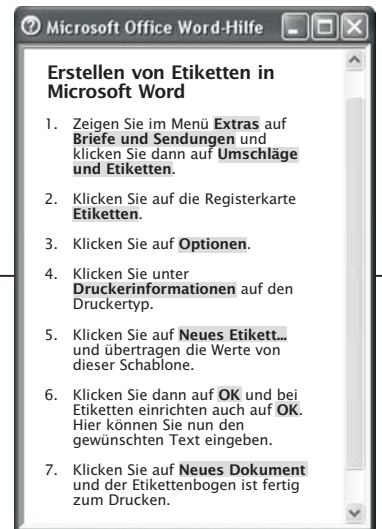 Microsoft Office Word-Hilfe
Erstellen von Etiketten in
Microsoft Word
1. Zeigen Sie im Menü Extras auf
Briefe und Sendungen und
klicken Sie dann auf Umschläge
und Etiketten.
2. Klicken Sie auf die Registerkarte
Etiketten.
3. Klicken Sie auf Optionen.
4. Klicken Sie unter
Druckerinformationen auf den
Druckertyp.
5. Klicken Sie auf Neues Etikett...
und übertragen die Werte von
dieser Schablone.
6. Klicken Sie dann auf OK und bei
Etiketten einrichten auch auf OK.
Hier können Sie nun den
gewünschten Text eingeben.
7. Klicken Sie auf Neues Dokument
und der Etikettenbogen ist fertig
zum Drucken.